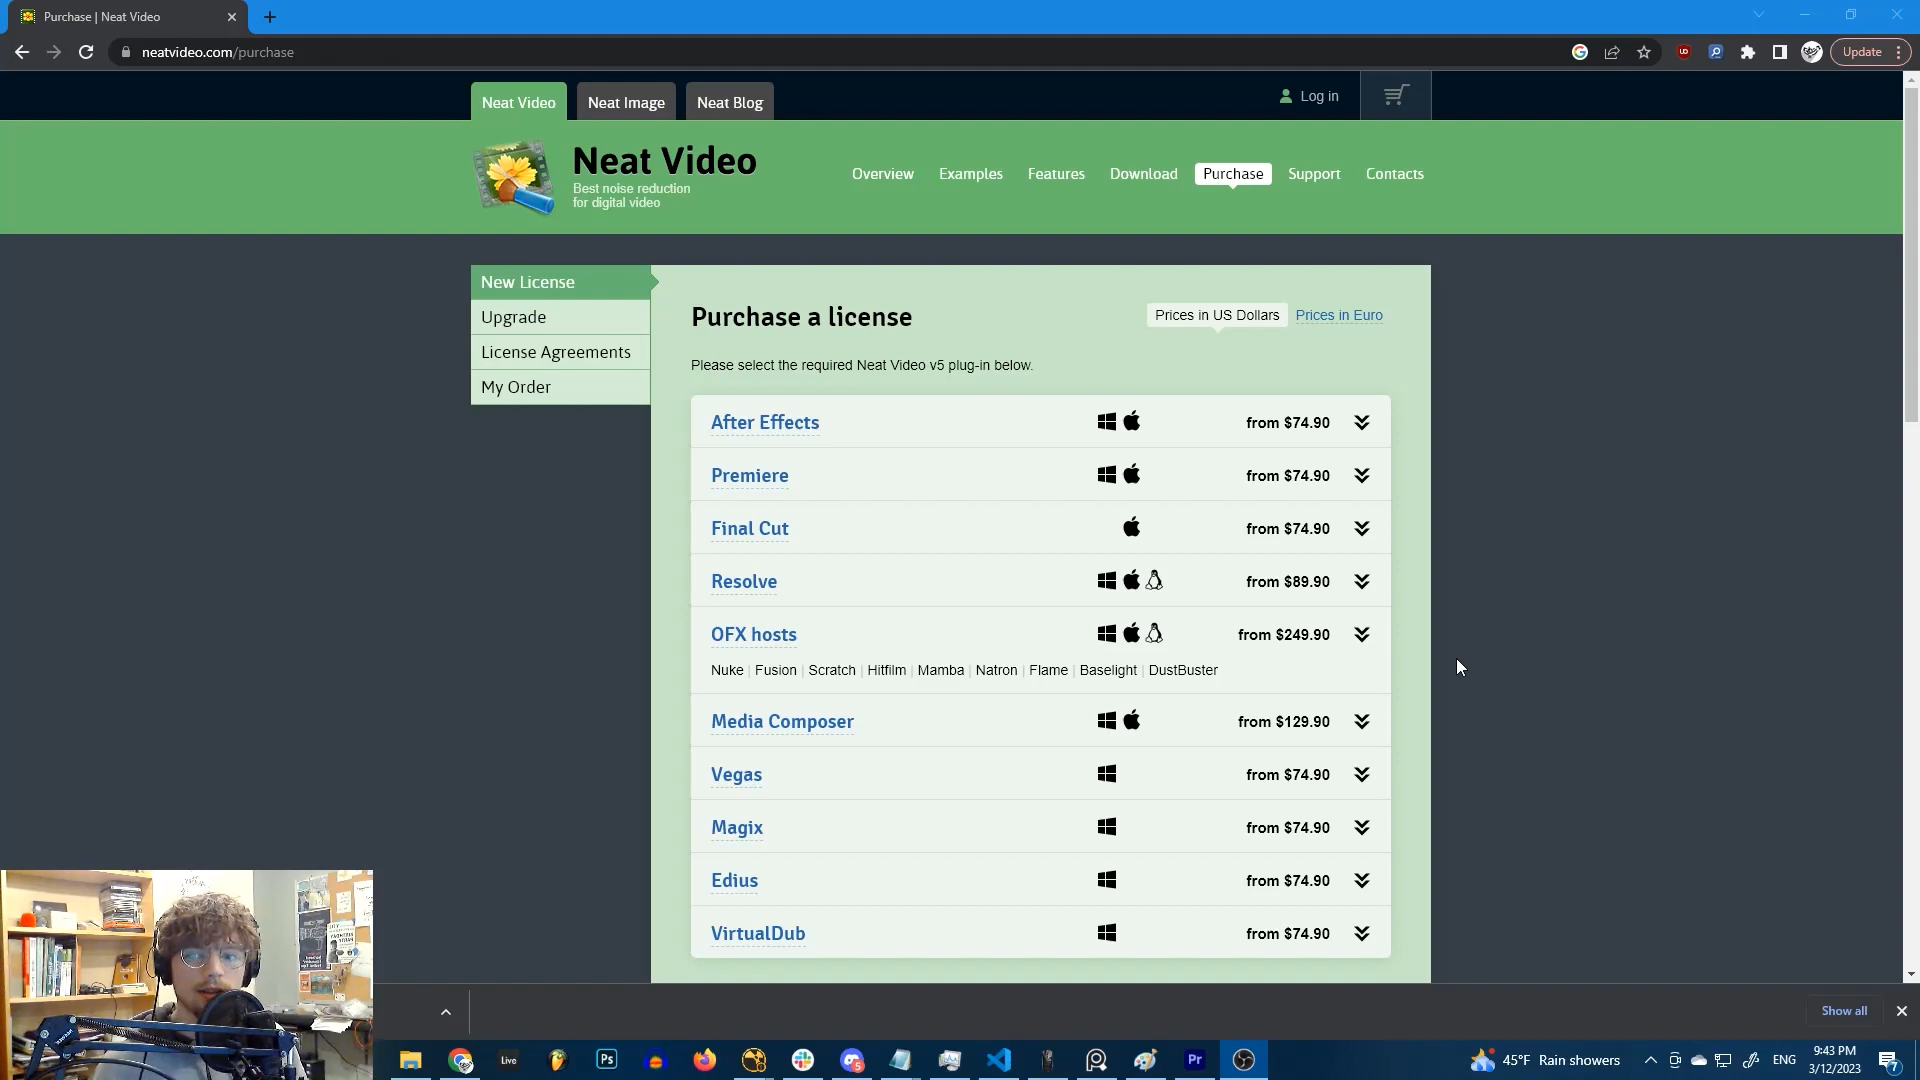 Purchase | Neat Video
neatvideo.com/purchase
Update
Neat Video
Neat Image
Neat Blog
Log in
Neat Video
Best noise reduction
for digital video
Overview
Examples
Features
Download
Purchase
Support
Contacts
New License
Upgrade
License Agreements
My Order
Purchase a license
Prices in US Dollars
Prices in Euro
Please select the required Neat Video v5 plug-in below.
After Effects
from $74.90
Premiere
from $74.90
Final Cut
from $74.90
Resolve
from $89.90
OFX hosts
from $249.90
Nuke | Fusion | Scratch | Hitfilm | Mamba | Natron | Flame | Baselight | DustBuster
Media Composer
from $129.90
Vegas
from $74.90
Magix
from $74.90
Edius
from $74.90
VirtualDub
from $74.90
Show all
Live
Ps
5
Pr
45°F Rain showers
ENG
9:43 PM
3/12/2023
7